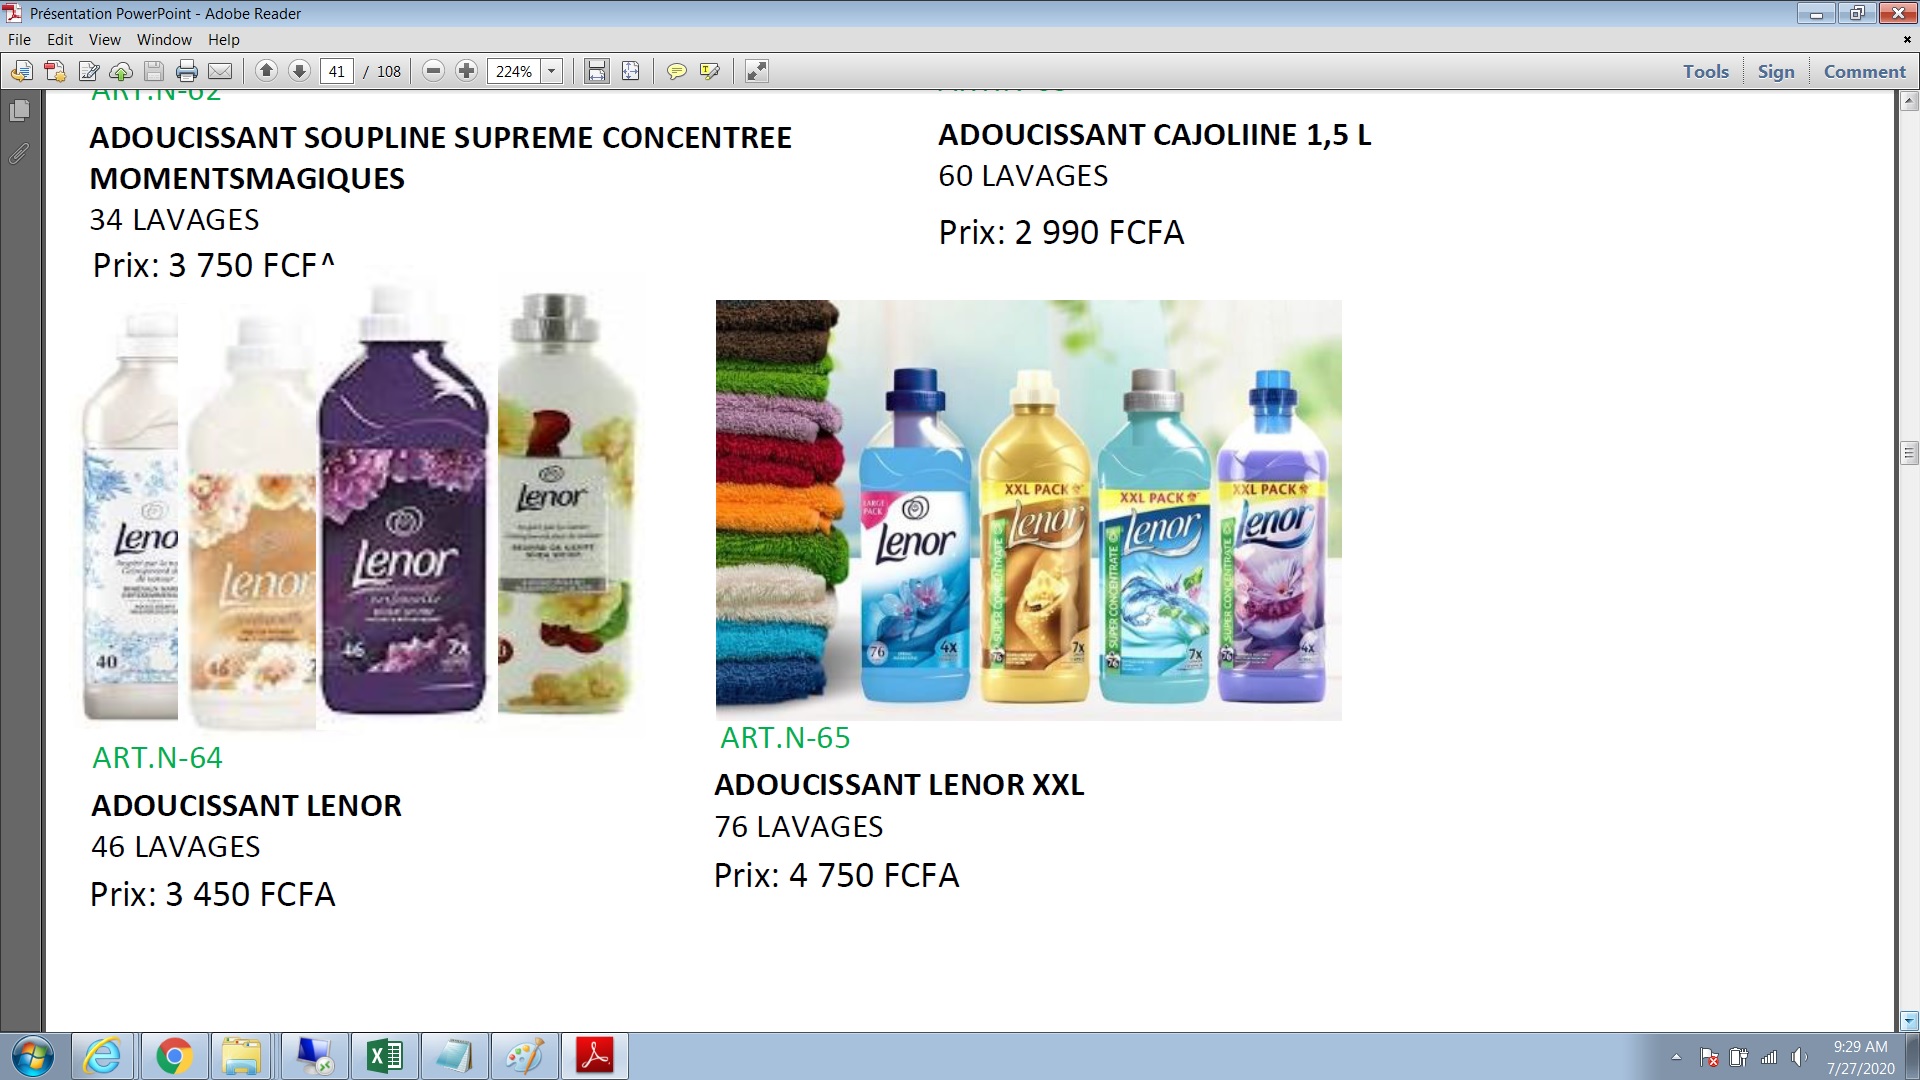 Présentation PowerPoint - Adobe Reader
File Edit View Window Help
41 / 108 224% Tools Sign Comment
ART.N-62
ADOUCISSANT SOUPLINE SUPREME CONCENTREE
MOMENTSMAGIQUES
34 LAVAGES
Prix: 3 750 FCFA
ADOUCISSANT CAJOLIINE 1,5 L
60 LAVAGES
Prix: 2 990 FCFA
Leno
40
Lenor
46
Lenor
46 7x
Lenor
LARGE PACK
Lenor
76 4x
XXL PACK
Lenor
SUPER CONCENTRATE
76 7x
XXL PACK
Lenor
SUPER CONCENTRATE
76 7x
XXL PACK
Lenor
SUPER CONCENTRATE
76 4x
ART.N-64
ADOUCISSANT LENOR
46 LAVAGES
Prix: 3 450 FCFA
ART.N-65
ADOUCISSANT LENOR XXL
76 LAVAGES
Prix: 4 750 FCFA
9:29 AM
7/27/2020